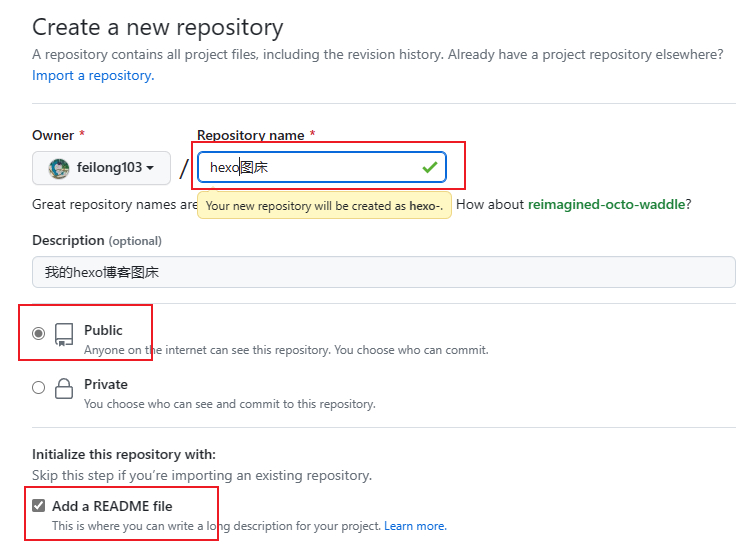 Create a new repository
A repository contains all project files, including the revision history. Already have a project repository elsewhere?
Import a repository.
Owner * Repository name *
feilong103 / hexo图床
Great repository names are Your new repository will be created as hexo-. How about reimagined-octo-waddle?
Description (optional)
我的hexo博客图床
Public
Anyone on the internet can see this repository. You choose who can commit.
Private
You choose who can see and commit to this repository.
Initialize this repository with:
Skip this step if you're importing an existing repository.
Add a README file
This is where you can write a long description for your project. Learn more.